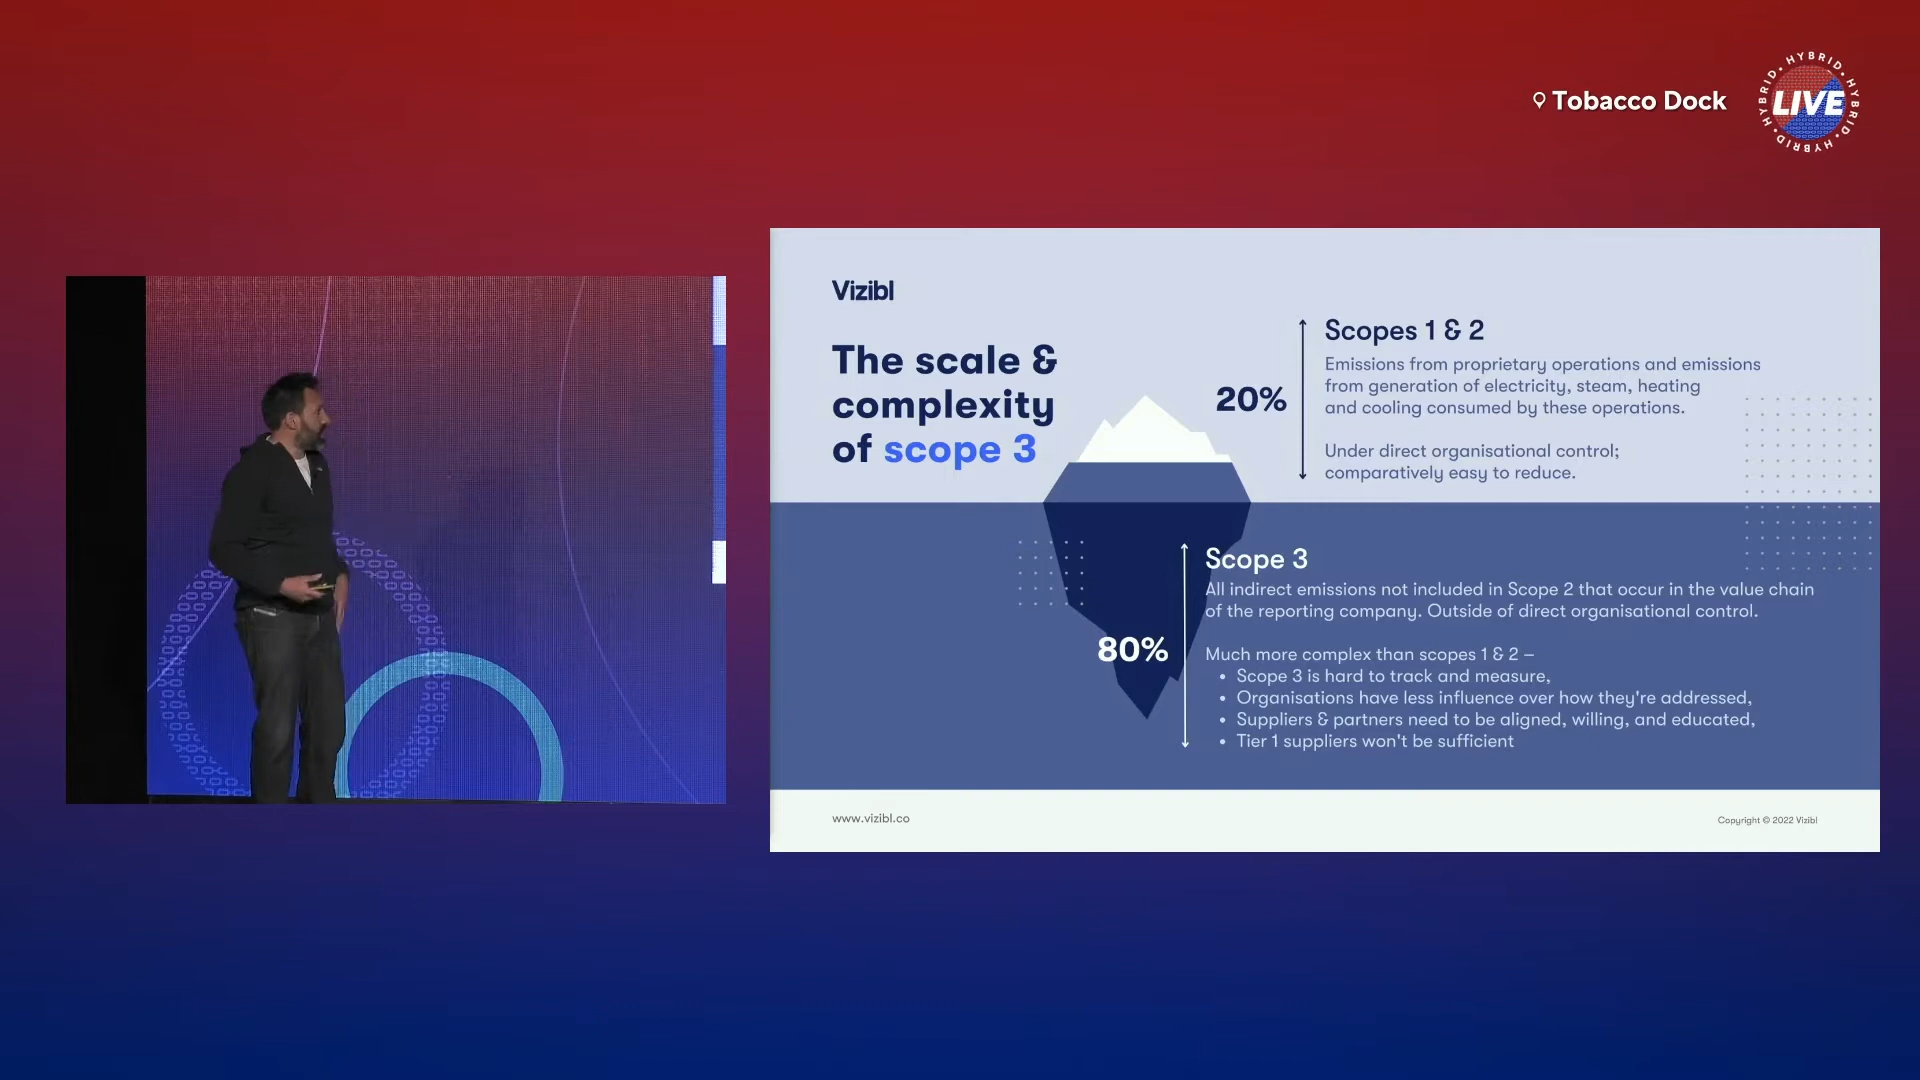 Tobacco Dock
HYBRID • HYBRID • HYBRID • HYBRID •
LIVE
Vizibl
The scale &
complexity
of scope 3
20%
Scopes 1 & 2
Emissions from proprietary operations and emissions
from generation of electricity, steam, heating
and cooling consumed by these operations.
Under direct organisational control;
comparatively easy to reduce.
80%
Scope 3
All indirect emissions not included in Scope 2 that occur in the value chain
of the reporting company. Outside of direct organisational control.
Much more complex than scopes 1 & 2 –
• Scope 3 is hard to track and measure,
• Organisations have less influence over how they're addressed,
• Suppliers & partners need to be aligned, willing, and educated,
• Tier 1 suppliers won't be sufficient
www.vizibl.co
Copyright © 2022 Vizibl